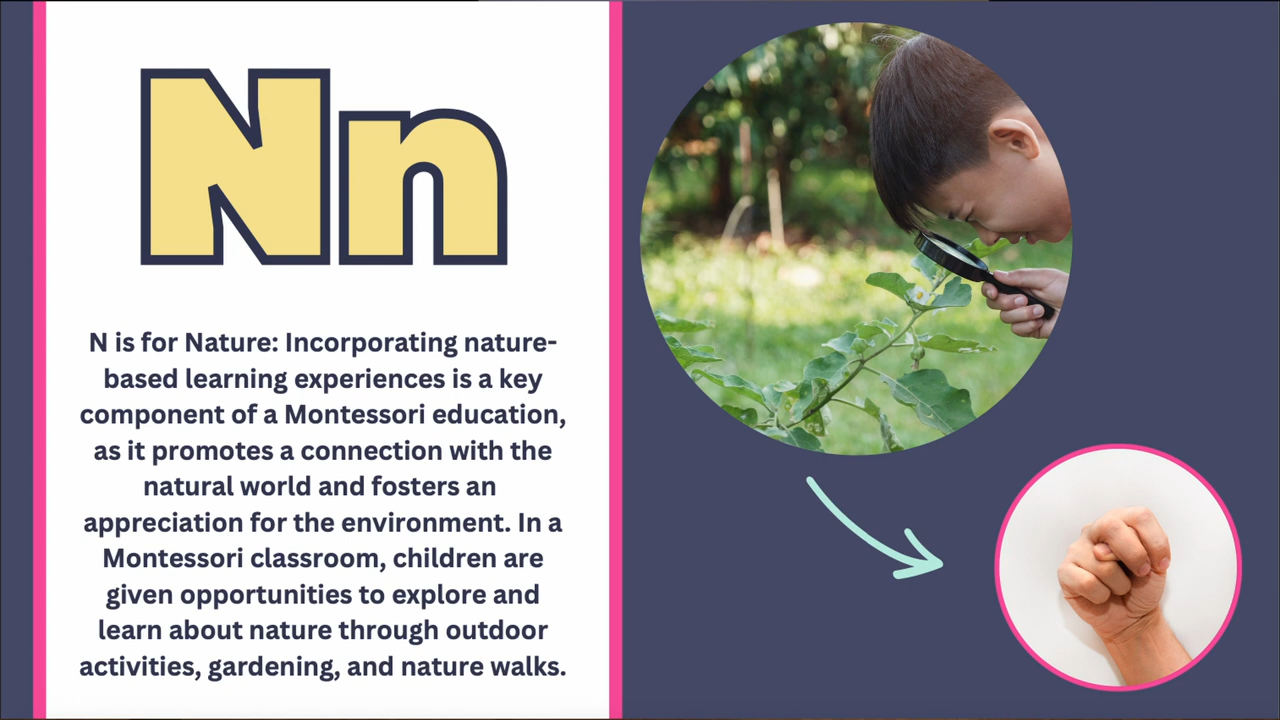 Nn
N is for Nature: Incorporating nature-
based learning experiences is a key
component of a Montessori education,
as it promotes a connection with the
natural world and fosters an
appreciation for the environment. In a
Montessori classroom, children are
given opportunities to explore and
learn about nature through outdoor
activities, gardening, and nature walks.